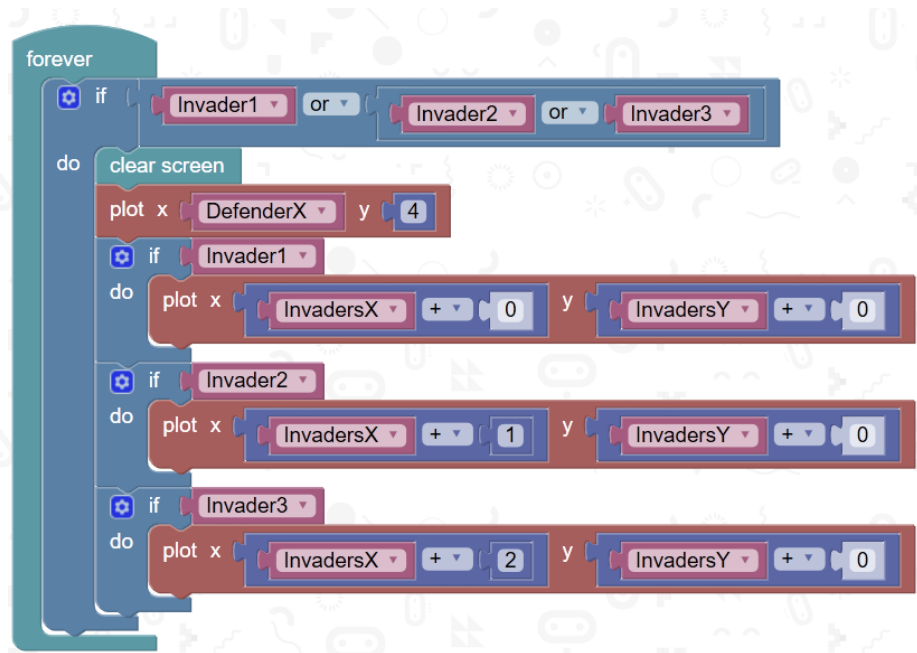 forever
if Invader1 or Invader2 or Invader3
do clear screen
plot x DefenderX y 4
if Invader1
do plot x InvadersX + 0 y InvadersY + 0
if Invader2
do plot x InvadersX + 1 y InvadersY + 0
if Invader3
do plot x InvadersX + 2 y InvadersY + 0